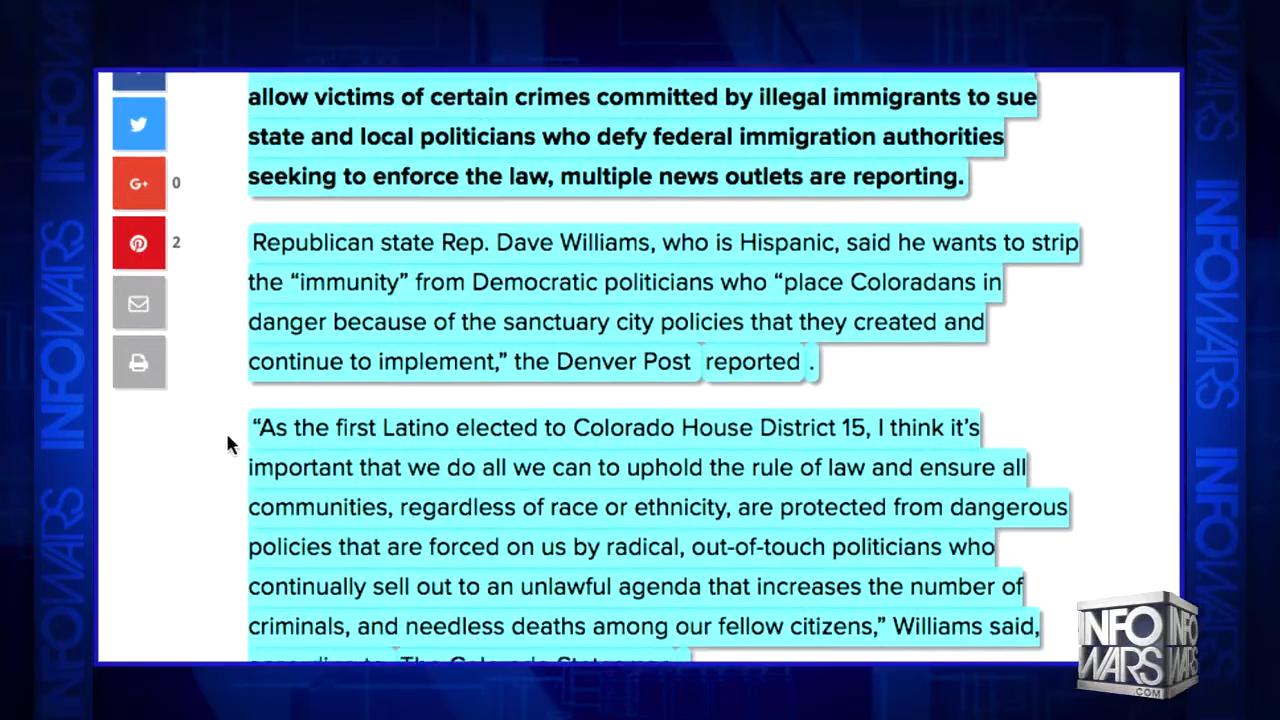 allow victims of certain crimes committed by illegal immigrants to sue
state and local politicians who defy federal immigration authorities
seeking to enforce the law, multiple news outlets are reporting.
0
2
Republican state Rep. Dave Williams, who is Hispanic, said he wants to strip
the “immunity” from Democratic politicians who “place Coloradans in
danger because of the sanctuary city policies that they created and
continue to implement,” the Denver Post reported .
“As the first Latino elected to Colorado House District 15, I think it’s
important that we do all we can to uphold the rule of law and ensure all
communities, regardless of race or ethnicity, are protected from dangerous
policies that are forced on us by radical, out-of-touch politicians who
continually sell out to an unlawful agenda that increases the number of
criminals, and needless deaths among our fellow citizens,” Williams said,
INFOWARS
INFOWARS
INFOWARS
INFOWARS
INFO
WARS
.COM